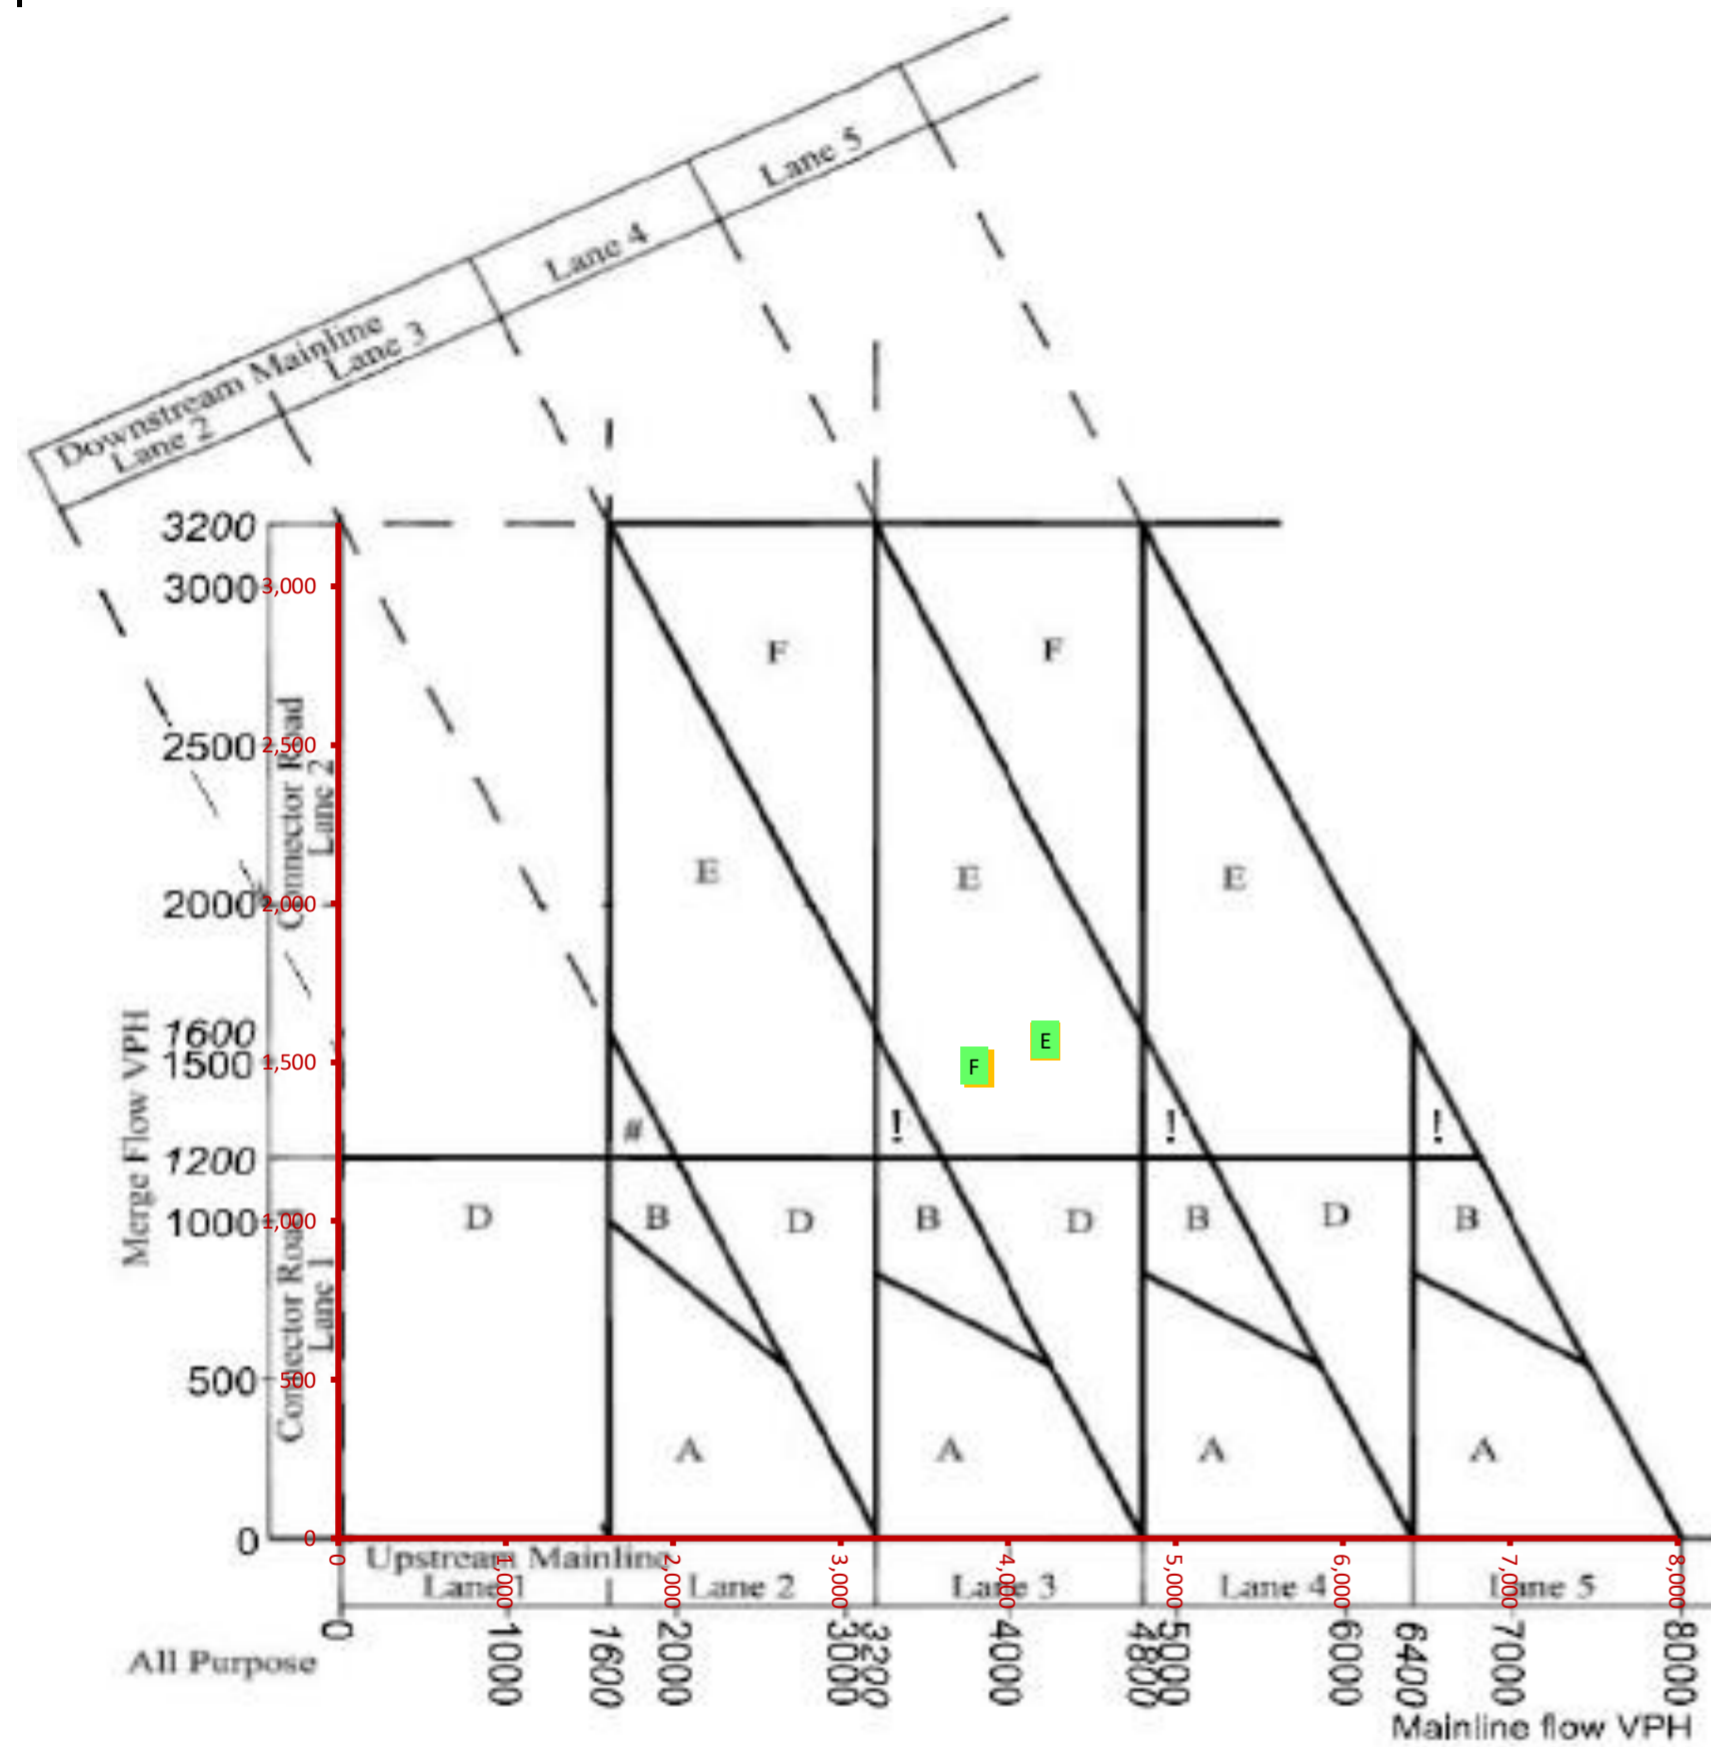 Lane 5
Lane 4
Downstream Mainline
Lane 3
Lane 2
3200
3000
3,000
F
F
2500
2,500
Connector Road
Lane 2
E
E
E
2000
2,000
Merge Flow VPH
1600
1500
1,500
F
E
#
!
!
!
1200
D
B
D
B
D
B
D
B
1000
1,000
Connector Road
Lane 1
500
500
A
A
A
A
0
0
0
1,000
2,000
3,000
4,000
5,000
6,000
7,000
8,000
Upstream Mainline
Lane 1
Lane 2
Lane 3
Lane 4
Lane 5
All Purpose
0
1000
1600
2000
3000
3200
4000
4800
5000
6000
6400
7000
8000
Mainline flow VPH